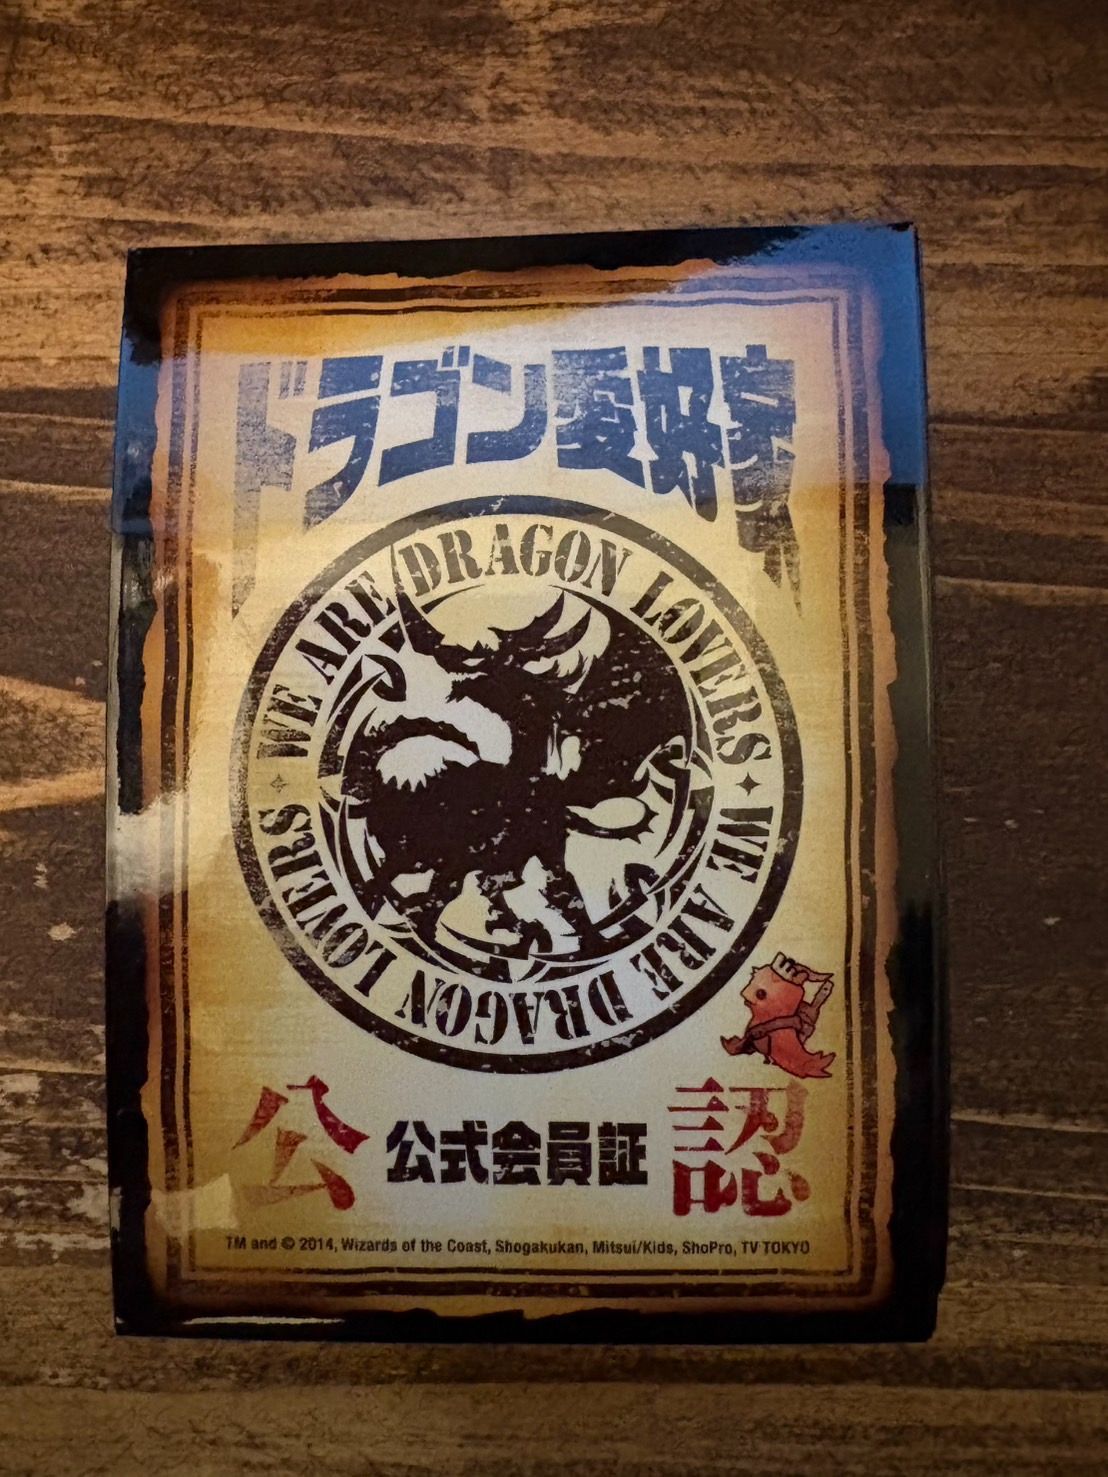 ドラゴン愛好家
WE ARE DRAGON LOVERS ✦ WE ARE DRAGON LOVERS ✦
公 公式会員証 認
TM and © 2014, Wizards of the Coast, Shogakukan, Mitsui/Kids, ShoPro, TV TOKYO